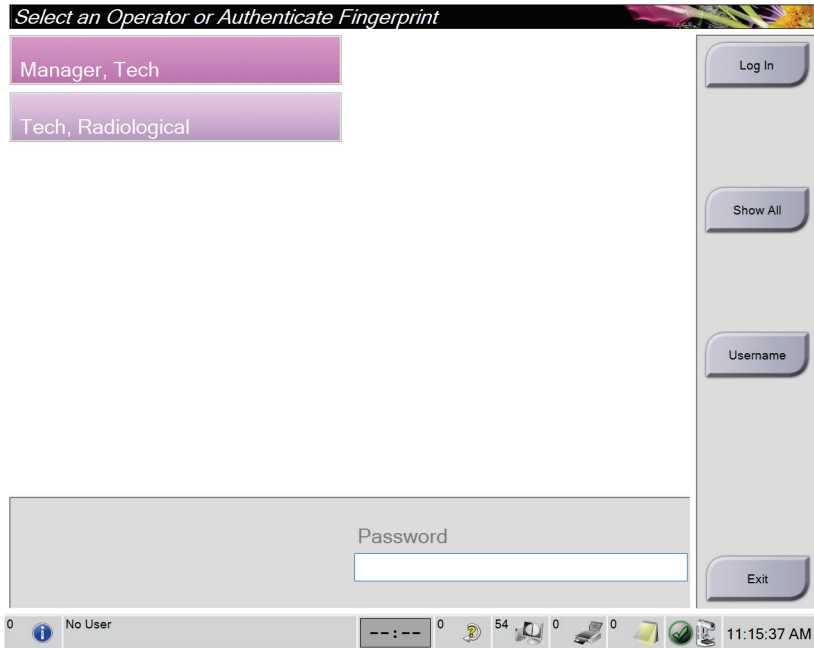 Select an Operator or Authenticate Fingerprint
Manager, Tech
Tech, Radiological
Log In
Show All
Username
Password
Exit
0 No User --:-- 0 54 0 0 11:15:37 AM